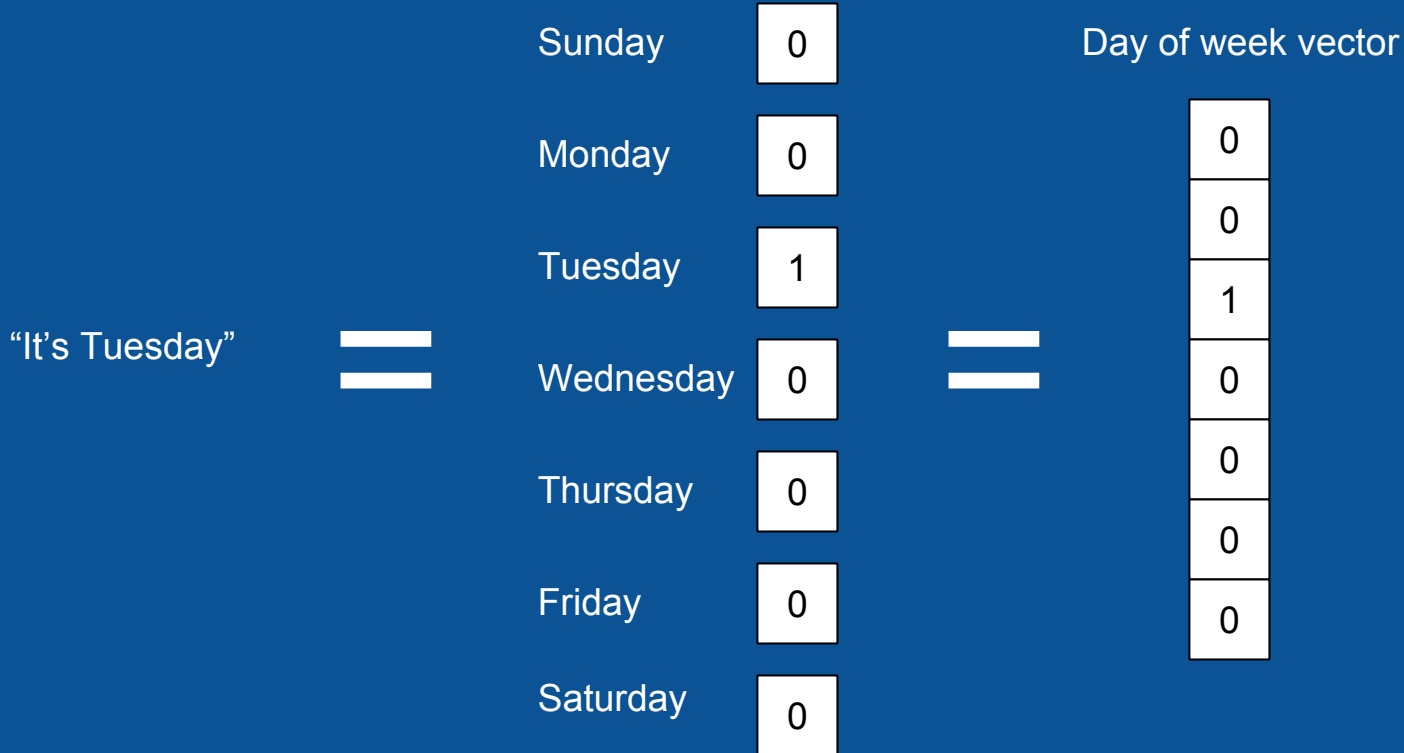 Sunday 0 Day of week vector
0
Monday 0
0
Tuesday 1
1
“It’s Tuesday”
Wednesday 0 0
0
Thursday 0
0
Friday 0
0
Saturday 0